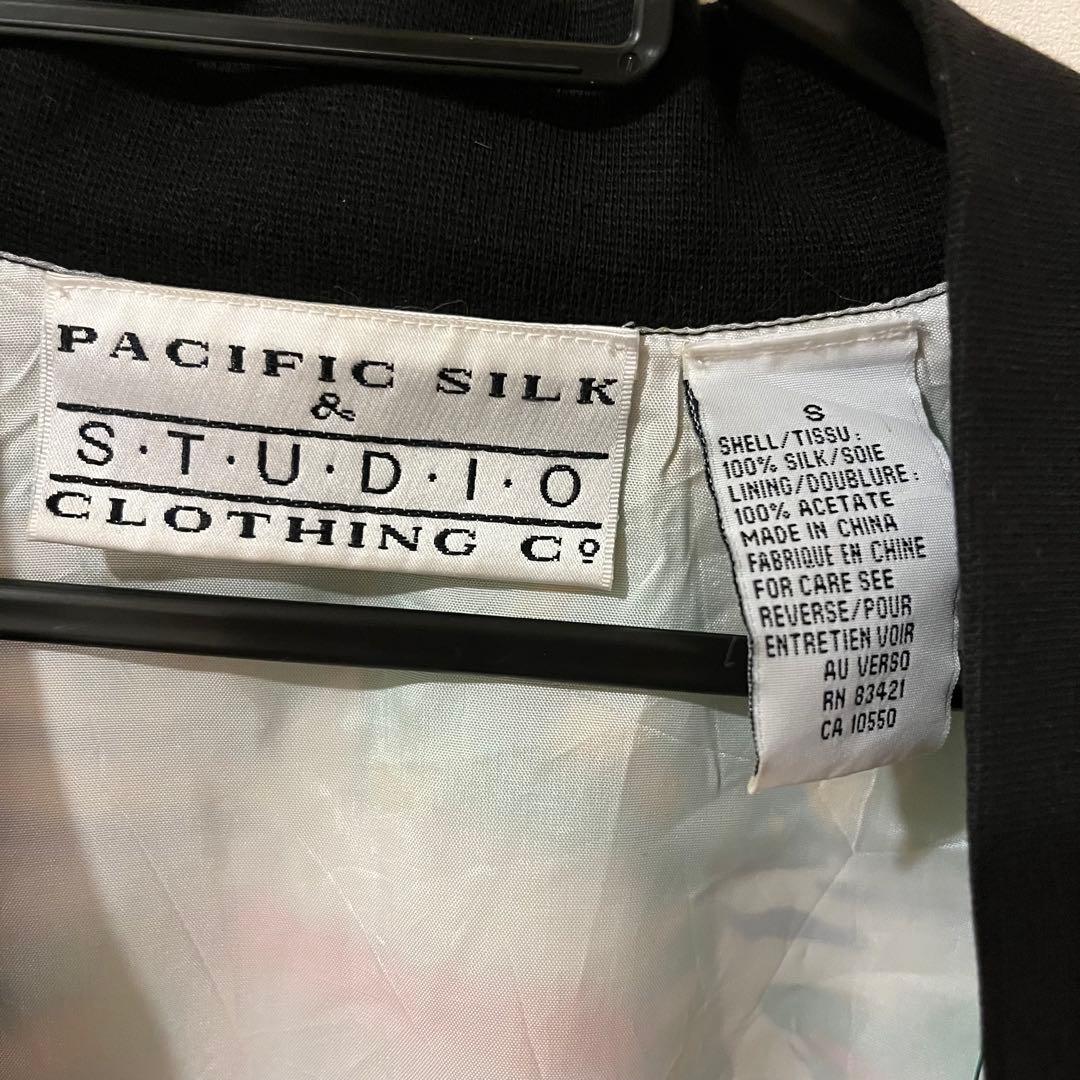 PACIFIC SILK
&
S·T·U·D·I·O
CLOTHING Cº
S
SHELL/TISSU:
100% SILK/SOIE
LINING/DOUBLURE:
100% ACETATE
MADE IN CHINA
FABRIQUE EN CHINE
FOR CARE SEE
REVERSE/POUR
ENTRETIEN VOIR
AU VERSO
RN 83421
CA 10550